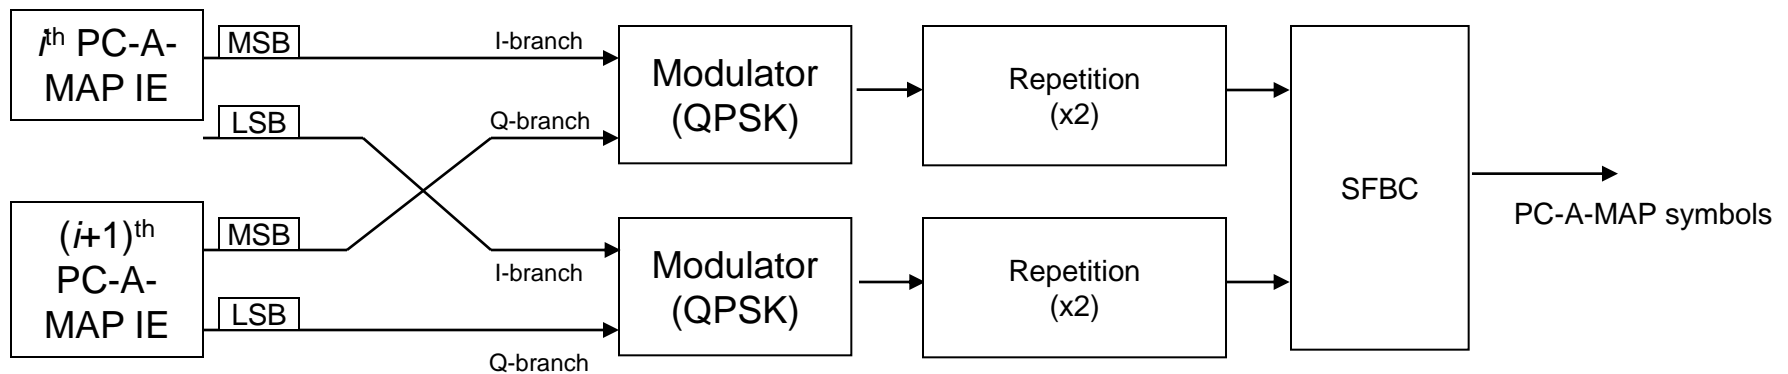 ith PC-A-
MAP IE
MSB
I-branch
LSB
Q-branch
Modulator
(QPSK)
Repetition
(x2)
SFBC
PC-A-MAP symbols
(i+1)th
PC-A-
MAP IE
MSB
I-branch
LSB
Q-branch
Modulator
(QPSK)
Repetition
(x2)